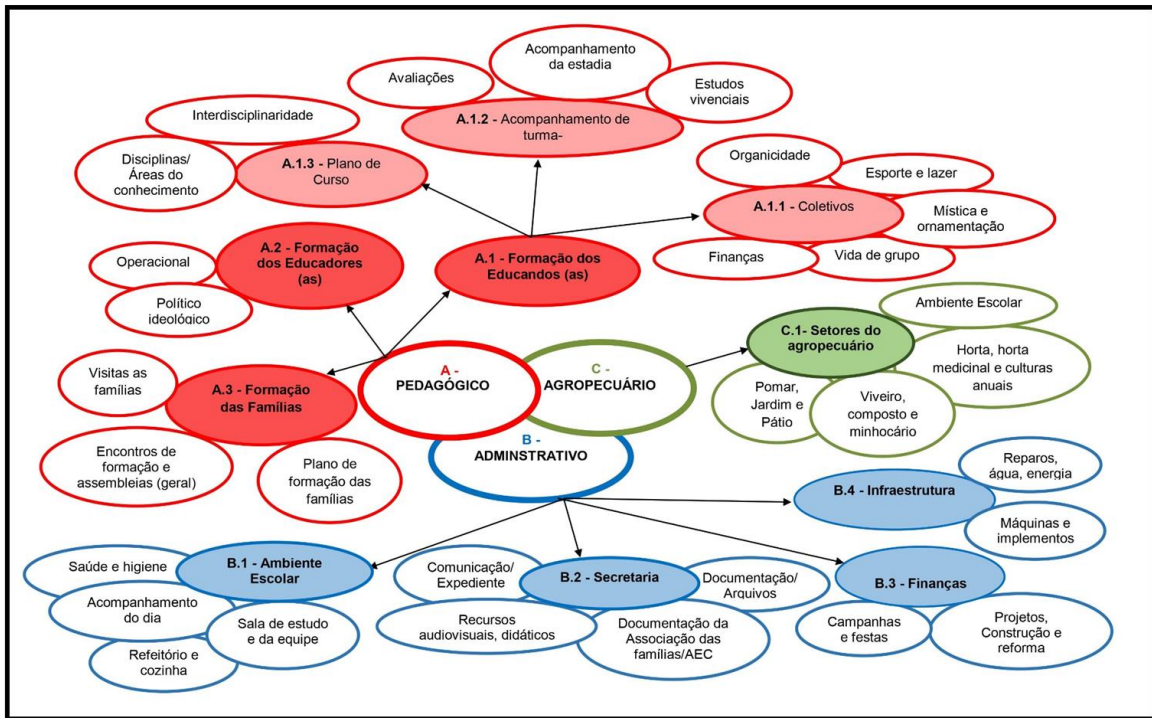 Acompanhamento
da estadia
Avaliações
Estudos
vivenciais
A.1.2 - Acompanhamento de
turma-
Interdisciplinaridade
Disciplinas/
Áreas do
conhecimento
A.1.3 - Plano de
Curso
Organicidade
Esporte e lazer
A.1.1 - Coletivos
Mística e
ornamentação
Finanças
Vida de grupo
A.2 - Formação
dos Educadores
(as)
A.1 - Formação dos
Educandos (as)
Operacional
Político
ideológico
Ambiente Escolar
C.1- Setores do
agropecuário
Horta, horta
medicinal e culturas
anuais
Pomar,
Jardim e
Pátio
Viveiro,
composto e
minhocário
Visitas as
famílias
A.3 - Formação
das Famílias
A -
PEDAGÓGICO
C -
AGROPECUÁRIO
B -
ADMINSTRATIVO
Encontros de
formação e
assembleias (geral)
Plano de
formação das
famílias
Reparos,
água, energia
B.4 - Infraestrutura
Máquinas e
implementos
Saúde e higiene
B.1 - Ambiente
Escolar
Acompanhamento
do dia
Sala de estudo
e da equipe
Refeitório e
cozinha
Comunicação/
Expediente
B.2 - Secretaria
Documentação/
Arquivos
Recursos
audiovisuais, didáticos
Documentação da
Associação das
famílias/AEC
B.3 - Finanças
Campanhas
e festas
Projetos,
Construção e
reforma